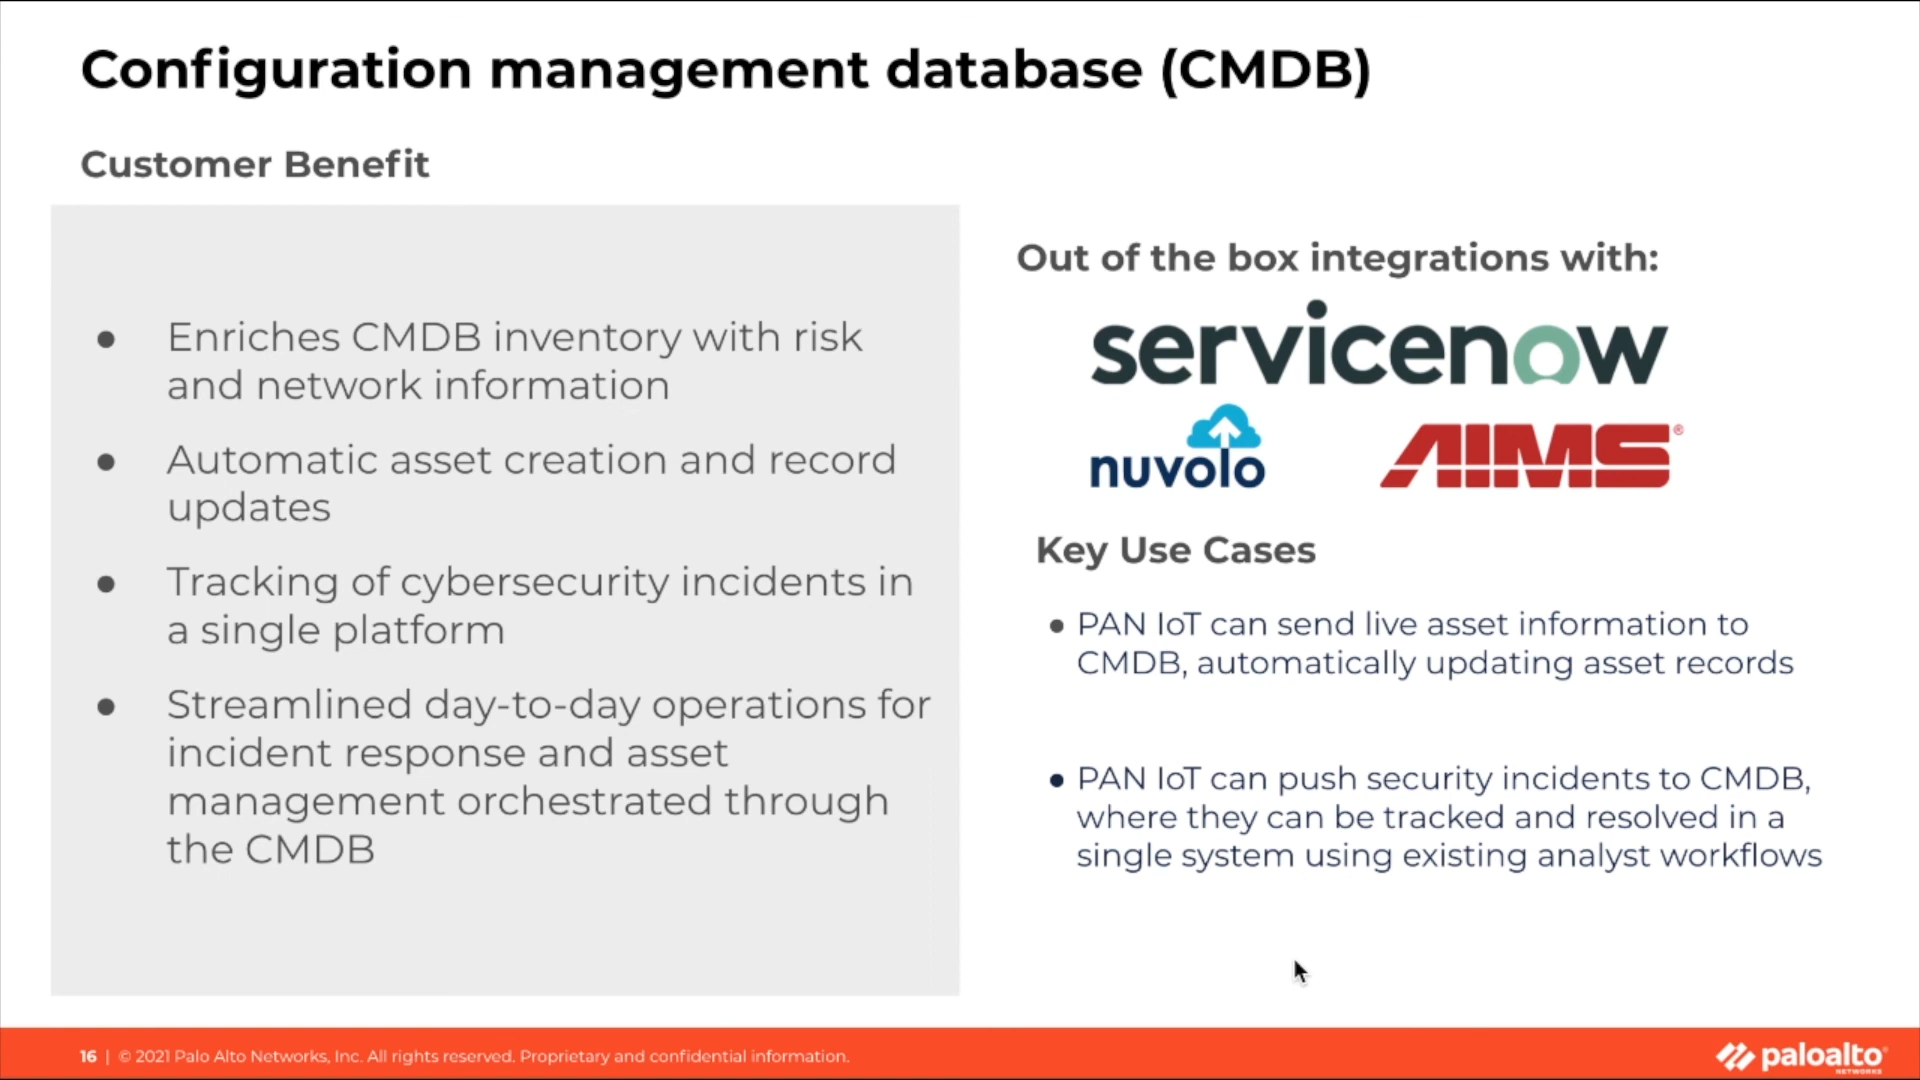 Configuration management database (CMDB)
Customer Benefit
● Enriches CMDB inventory with risk
and network information
● Automatic asset creation and record
updates
● Tracking of cybersecurity incidents in
a single platform
● Streamlined day-to-day operations for
incident response and asset
management orchestrated through
the CMDB
Out of the box integrations with:
servicenow
nuvolo
AIMS®
Key Use Cases
● PAN IoT can send live asset information to
CMDB, automatically updating asset records
● PAN IoT can push security incidents to CMDB,
where they can be tracked and resolved in a
single system using existing analyst workflows
16 | © 2021 Palo Alto Networks, Inc. All rights reserved. Proprietary and confidential information.
paloalto®
NETWORKS